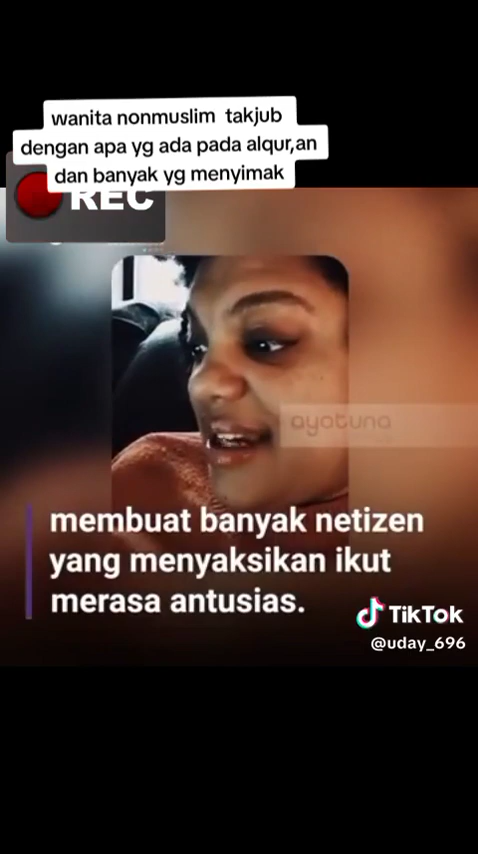 wanita nonmuslim takjub
dengan apa yg ada pada alqur,an
dan banyak yg menyimak
REC
ayatuna
membuat banyak netizen
yang menyaksikan ikut
merasa antusias.
TikTok
@uday_696